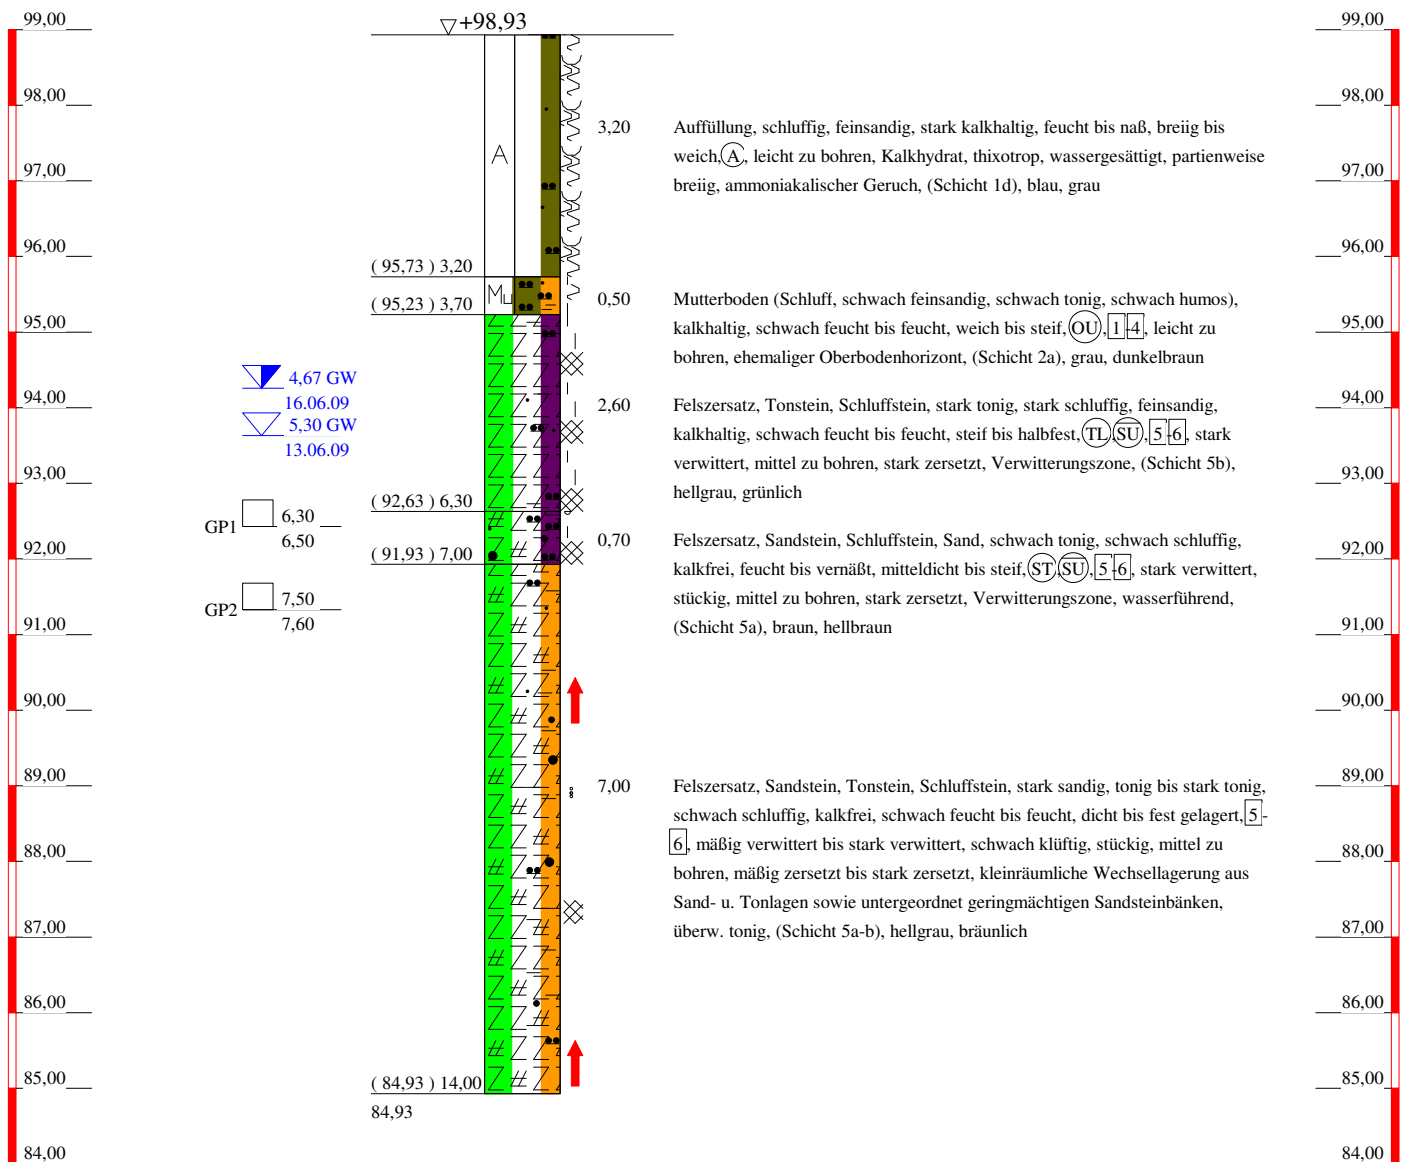 99,00
98,00
97,00
96,00
95,00
94,00
93,00
92,00
91,00
90,00
89,00
88,00
87,00
86,00
85,00
84,00
4,67 GW
16.06.09
5,30 GW
13.06.09
GP1
6,30
6,50
GP2
7,50
7,60
+98,93
A
( 95,73 ) 3,20
Mu
( 95,23 ) 3,70
( 92,63 ) 6,30
( 91,93 ) 7,00
( 84,93 ) 14,00
84,93
3,20
Auffüllung, schluffig, feinsandig, stark kalkhaltig, feucht bis naß, breiig bis
weich, A, leicht zu bohren, Kalkhydrat, thixotrop, wassergesättigt, partienweise
breiig, ammoniakalischer Geruch, (Schicht 1d), blau, grau
0,50
Mutterboden (Schluff, schwach feinsandig, schwach tonig, schwach humos),
kalkhaltig, schwach feucht bis feucht, weich bis steif, OU, 1-4, leicht zu
bohren, ehemaliger Oberbodenhorizont, (Schicht 2a), grau, dunkelbraun
2,60
Felszersatz, Tonstein, Schluffstein, stark tonig, stark schluffig, feinsandig,
kalkhaltig, schwach feucht bis feucht, steif bis halbfest, TL, S̅U̅, 5-6, stark
verwittert, mittel zu bohren, stark zersetzt, Verwitterungszone, (Schicht 5b),
hellgrau, grünlich
0,70
Felszersatz, Sandstein, Schluffstein, Sand, schwach tonig, schwach schluffig,
kalkfrei, feucht bis vernäßt, mitteldicht bis steif, ST, S̅U̅, 5-6, stark verwittert,
stückig, mittel zu bohren, stark zersetzt, Verwitterungszone, wasserführend,
(Schicht 5a), braun, hellbraun
7,00
Felszersatz, Sandstein, Tonstein, Schluffstein, stark sandig, tonig bis stark tonig,
schwach schluffig, kalkfrei, schwach feucht bis feucht, dicht bis fest gelagert, 5-
6, mäßig verwittert bis stark verwittert, schwach klüftig, stückig, mittel zu
bohren, mäßig zersetzt bis stark zersetzt, kleinräumliche Wechsellagerung aus
Sand- u. Tonlagen sowie untergeordnet geringmächtigen Sandsteinbänken,
überw. tonig, (Schicht 5a-b), hellgrau, bräunlich
99,00
98,00
97,00
96,00
95,00
94,00
93,00
92,00
91,00
90,00
89,00
88,00
87,00
86,00
85,00
84,00